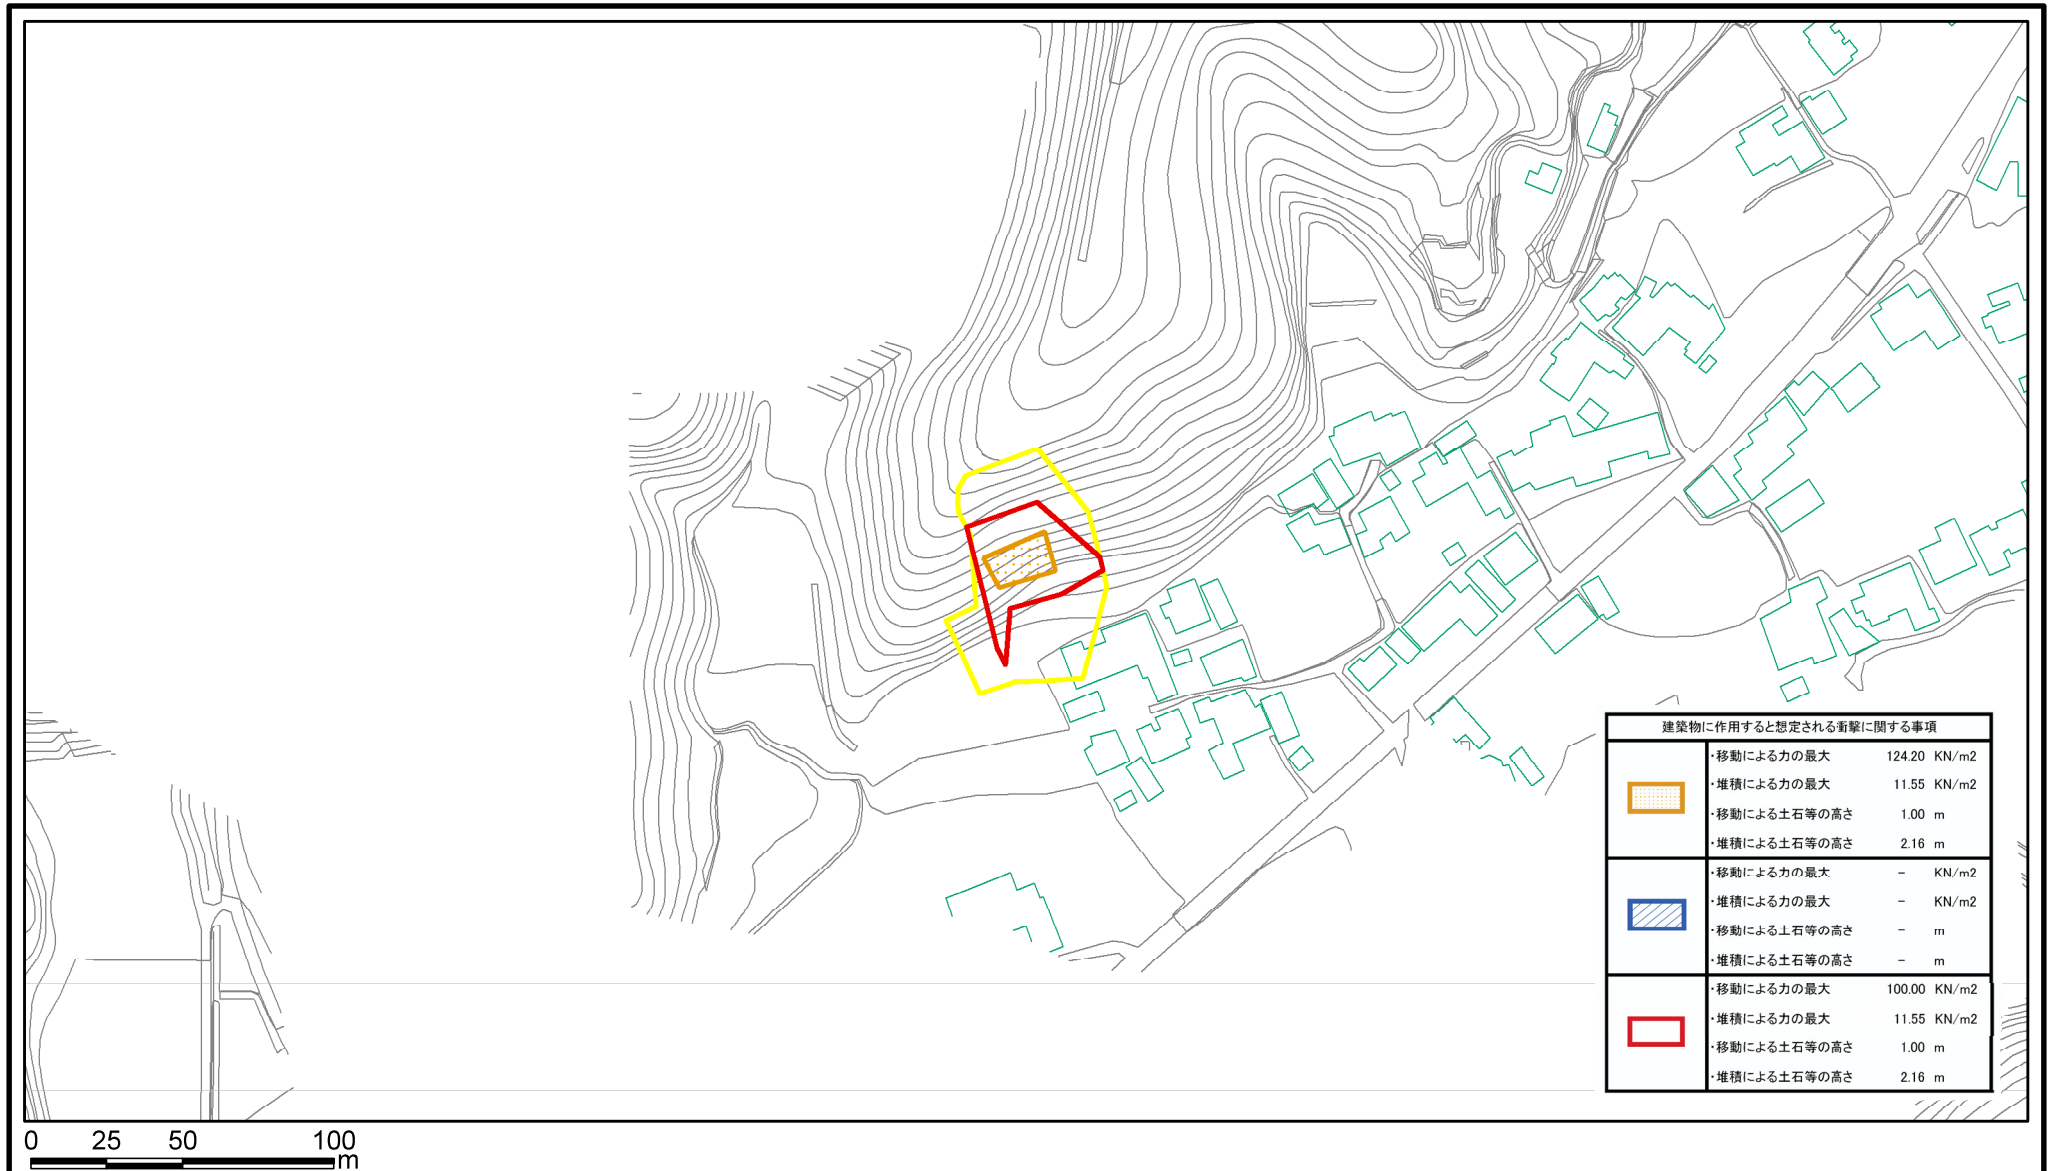 建築物に作用すると想定される衝撃に関する事項
・移動による力の最大 124.20 KN/m2
・堆積による力の最大 11.55 KN/m2
・移動による土石等の高さ 1.00 m
・堆積による土石等の高さ 2.16 m
・移動による力の最大 － KN/m2
・堆積による力の最大 － KN/m2
・移動による土石等の高さ － m
・堆積による土石等の高さ － m
・移動による力の最大 100.00 KN/m2
・堆積による力の最大 11.55 KN/m2
・移動による土石等の高さ 1.00 m
・堆積による土石等の高さ 2.16 m
0 25 50 100
m